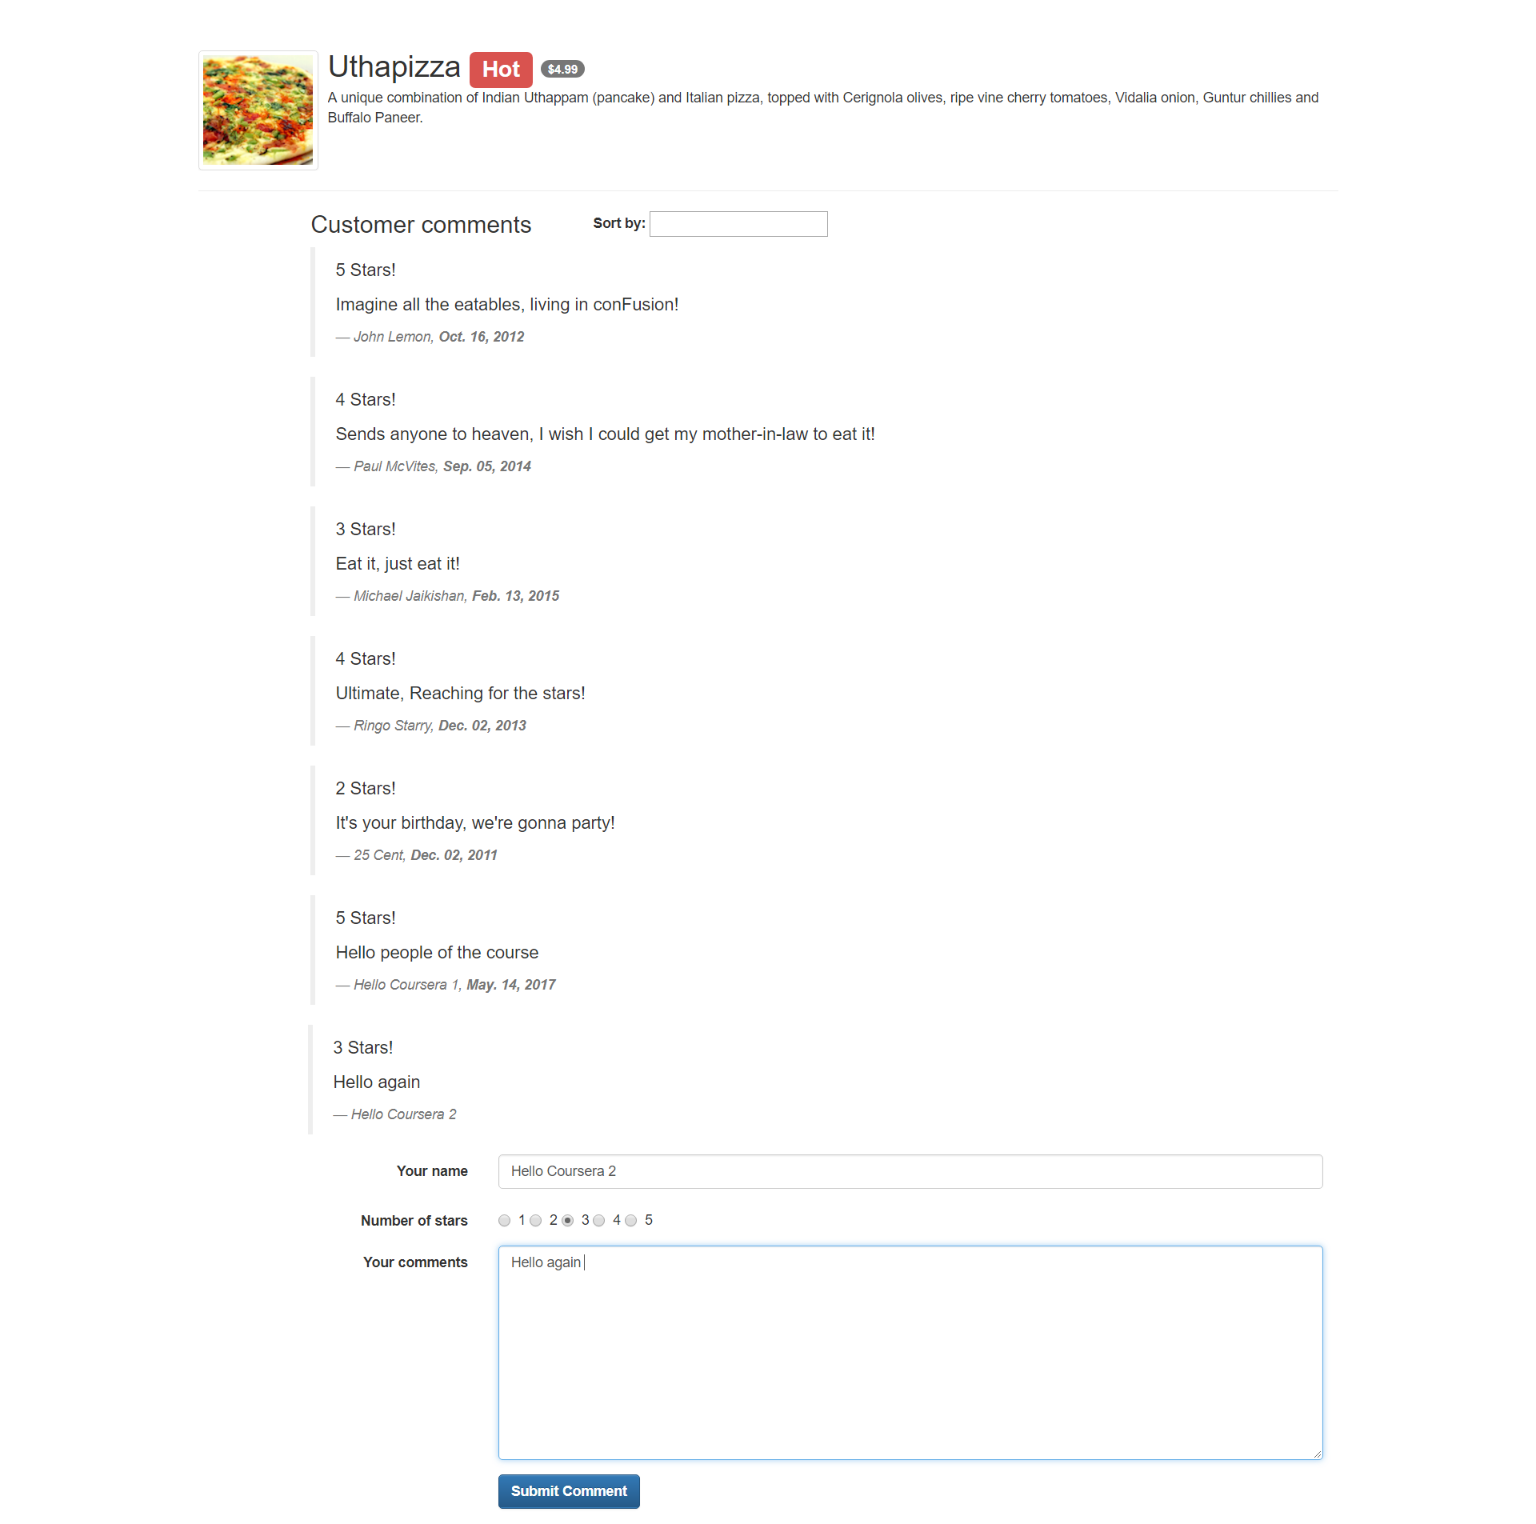 Uthapizza Hot $4.99
A unique combination of Indian Uthappam (pancake) and Italian pizza, topped with Cerignola olives, ripe vine cherry tomatoes, Vidalia onion, Guntur chillies and
Buffalo Paneer.
Customer comments Sort by:
5 Stars!
Imagine all the eatables, living in conFusion!
— John Lemon, Oct. 16, 2012
4 Stars!
Sends anyone to heaven, I wish I could get my mother-in-law to eat it!
— Paul McVites, Sep. 05, 2014
3 Stars!
Eat it, just eat it!
— Michael Jaikishan, Feb. 13, 2015
4 Stars!
Ultimate, Reaching for the stars!
— Ringo Starry, Dec. 02, 2013
2 Stars!
It's your birthday, we're gonna party!
— 25 Cent, Dec. 02, 2011
5 Stars!
Hello people of the course
— Hello Coursera 1, May. 14, 2017
3 Stars!
Hello again
— Hello Coursera 2
Your name Hello Coursera 2
Number of stars 1 2 3 4 5
Your comments Hello again
Submit Comment